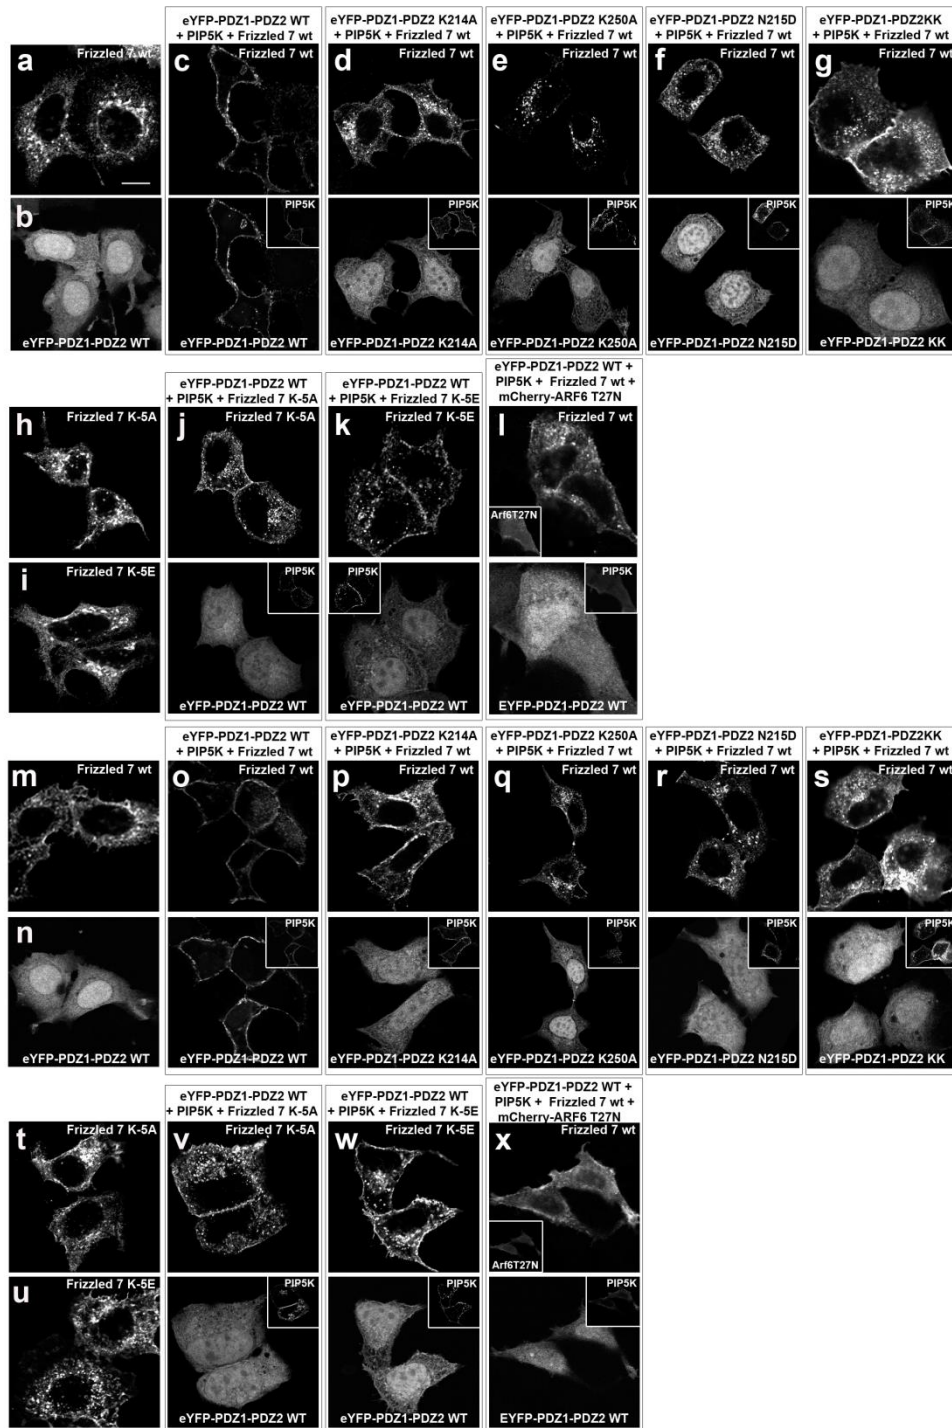 eYFP-PDZ1-PDZ2 WT
+ PIP5K + Frizzled 7 wt
eYFP-PDZ1-PDZ2 K214A
+ PIP5K + Frizzled 7 wt
eYFP-PDZ1-PDZ2 K250A
+ PIP5K + Frizzled 7 wt
eYFP-PDZ1-PDZ2 N215D
+ PIP5K + Frizzled 7 wt
eYFP-PDZ1-PDZ2KK
+ PIP5K + Frizzled 7 wt
a Frizzled 7 wt
c Frizzled 7 wt
d Frizzled 7 wt
e Frizzled 7 wt
f Frizzled 7 wt
g Frizzled 7 wt
b
PIP5K
PIP5K
PIP5K
PIP5K
PIP5K
eYFP-PDZ1-PDZ2 WT
eYFP-PDZ1-PDZ2 WT
eYFP-PDZ1-PDZ2 K214A
eYFP-PDZ1-PDZ2 K250A
eYFP-PDZ1-PDZ2 N215D
eYFP-PDZ1-PDZ2 KK
eYFP-PDZ1-PDZ2 WT
+ PIP5K + Frizzled 7 K-5A
eYFP-PDZ1-PDZ2 WT
+ PIP5K + Frizzled 7 K-5E
eYFP-PDZ1-PDZ2 WT +
PIP5K + Frizzled 7 wt +
mCherry-ARF6 T27N
h Frizzled 7 K-5A
j Frizzled 7 K-5A
k Frizzled 7 K-5E
l Frizzled 7 wt
Arf6T27N
i Frizzled 7 K-5E
PIP5K
PIP5K
PIP5K
eYFP-PDZ1-PDZ2 WT
eYFP-PDZ1-PDZ2 WT
EYFP-PDZ1-PDZ2 WT
eYFP-PDZ1-PDZ2 WT
+ PIP5K + Frizzled 7 wt
eYFP-PDZ1-PDZ2 K214A
+ PIP5K + Frizzled 7 wt
eYFP-PDZ1-PDZ2 K250A
+ PIP5K + Frizzled 7 wt
eYFP-PDZ1-PDZ2 N215D
+ PIP5K + Frizzled 7 wt
eYFP-PDZ1-PDZ2KK
+ PIP5K + Frizzled 7 wt
m Frizzled 7 wt
o Frizzled 7 wt
p Frizzled 7 wt
q Frizzled 7 wt
r Frizzled 7 wt
s Frizzled 7 wt
n
PIP5K
PIP5K
PIP5K
PIP5K
PIP5K
eYFP-PDZ1-PDZ2 WT
eYFP-PDZ1-PDZ2 WT
eYFP-PDZ1-PDZ2 K214A
eYFP-PDZ1-PDZ2 K250A
eYFP-PDZ1-PDZ2 N215D
eYFP-PDZ1-PDZ2 KK
eYFP-PDZ1-PDZ2 WT
+ PIP5K + Frizzled 7 K-5A
eYFP-PDZ1-PDZ2 WT
+ PIP5K + Frizzled 7 K-5E
eYFP-PDZ1-PDZ2 WT +
PIP5K + Frizzled 7 wt +
mCherry-ARF6 T27N
t Frizzled 7 K-5A
v Frizzled 7 K-5A
w Frizzled 7 K-5E
x Frizzled 7 wt
Arf6T27N
u Frizzled 7 K-5E
PIP5K
PIP5K
PIP5K
eYFP-PDZ1-PDZ2 WT
eYFP-PDZ1-PDZ2 WT
EYFP-PDZ1-PDZ2 WT